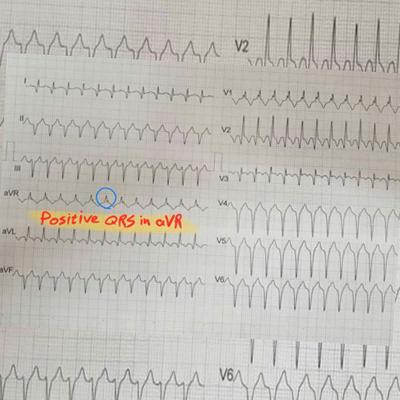 V2
I
V1
II
V2
III
V3
aVR
V4
Positive QRS in aVR
aVL
V5
aVF
V6
V6